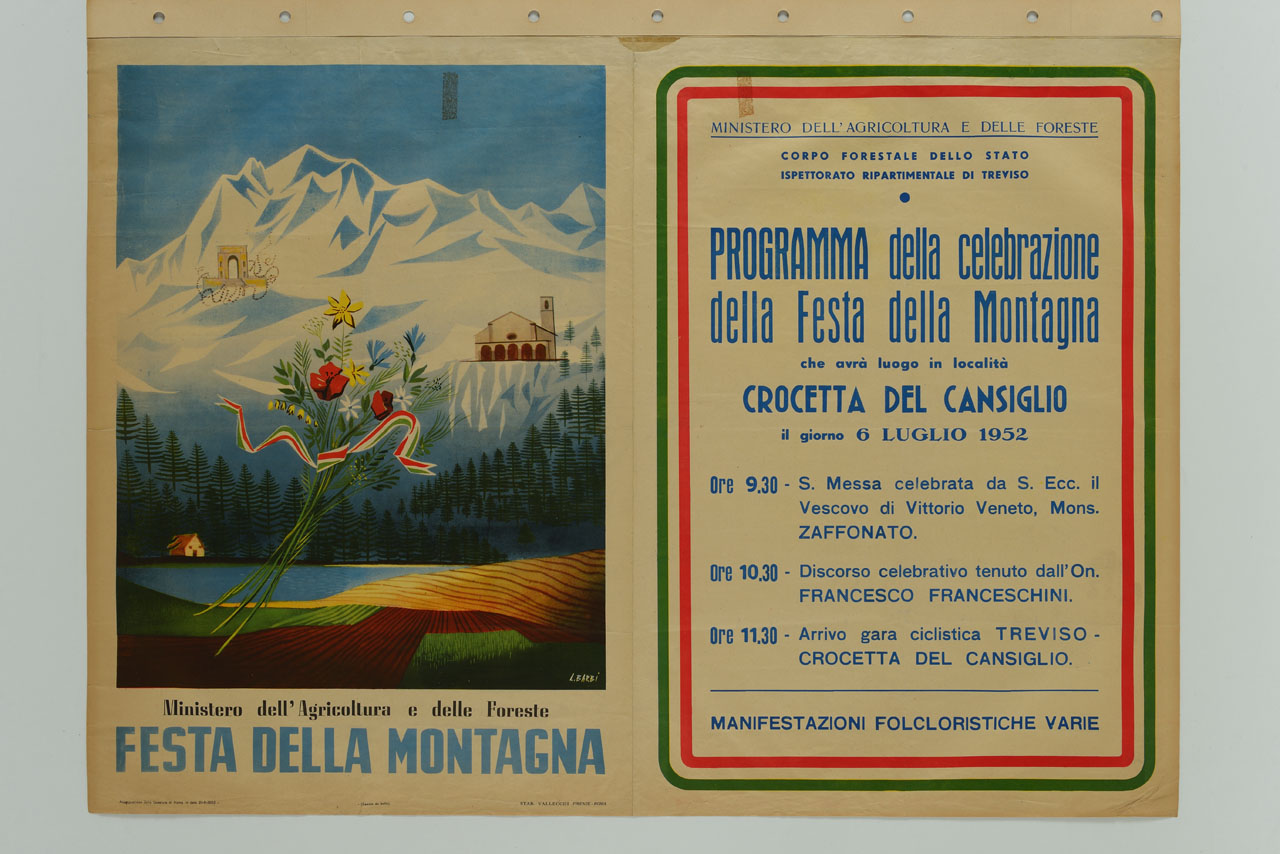 L. BARBI
Ministero dell'Agricoltura e delle Foreste
FESTA DELLA MONTAGNA
MINISTERO DELL'AGRICOLTURA E DELLE FORESTE
CORPO FORESTALE DELLO STATO
ISPETTORATO RIPARTIMENTALE DI TREVISO
PROGRAMMA della celebrazione
della Festa della Montagna
che avrà luogo in località
CROCETTA DEL CANSIGLIO
il giorno 6 LUGLIO 1952
Ore 9.30 - S. Messa celebrata da S. Ecc. il
Vescovo di Vittorio Veneto, Mons.
ZAFFONATO.
Ore 10.30 - Discorso celebrativo tenuto dall'On.
FRANCESCO FRANCESCHINI.
Ore 11.30 - Arrivo gara ciclistica TREVISO -
CROCETTA DEL CANSIGLIO.
MANIFESTAZIONI FOLCLORISTICHE VARIE